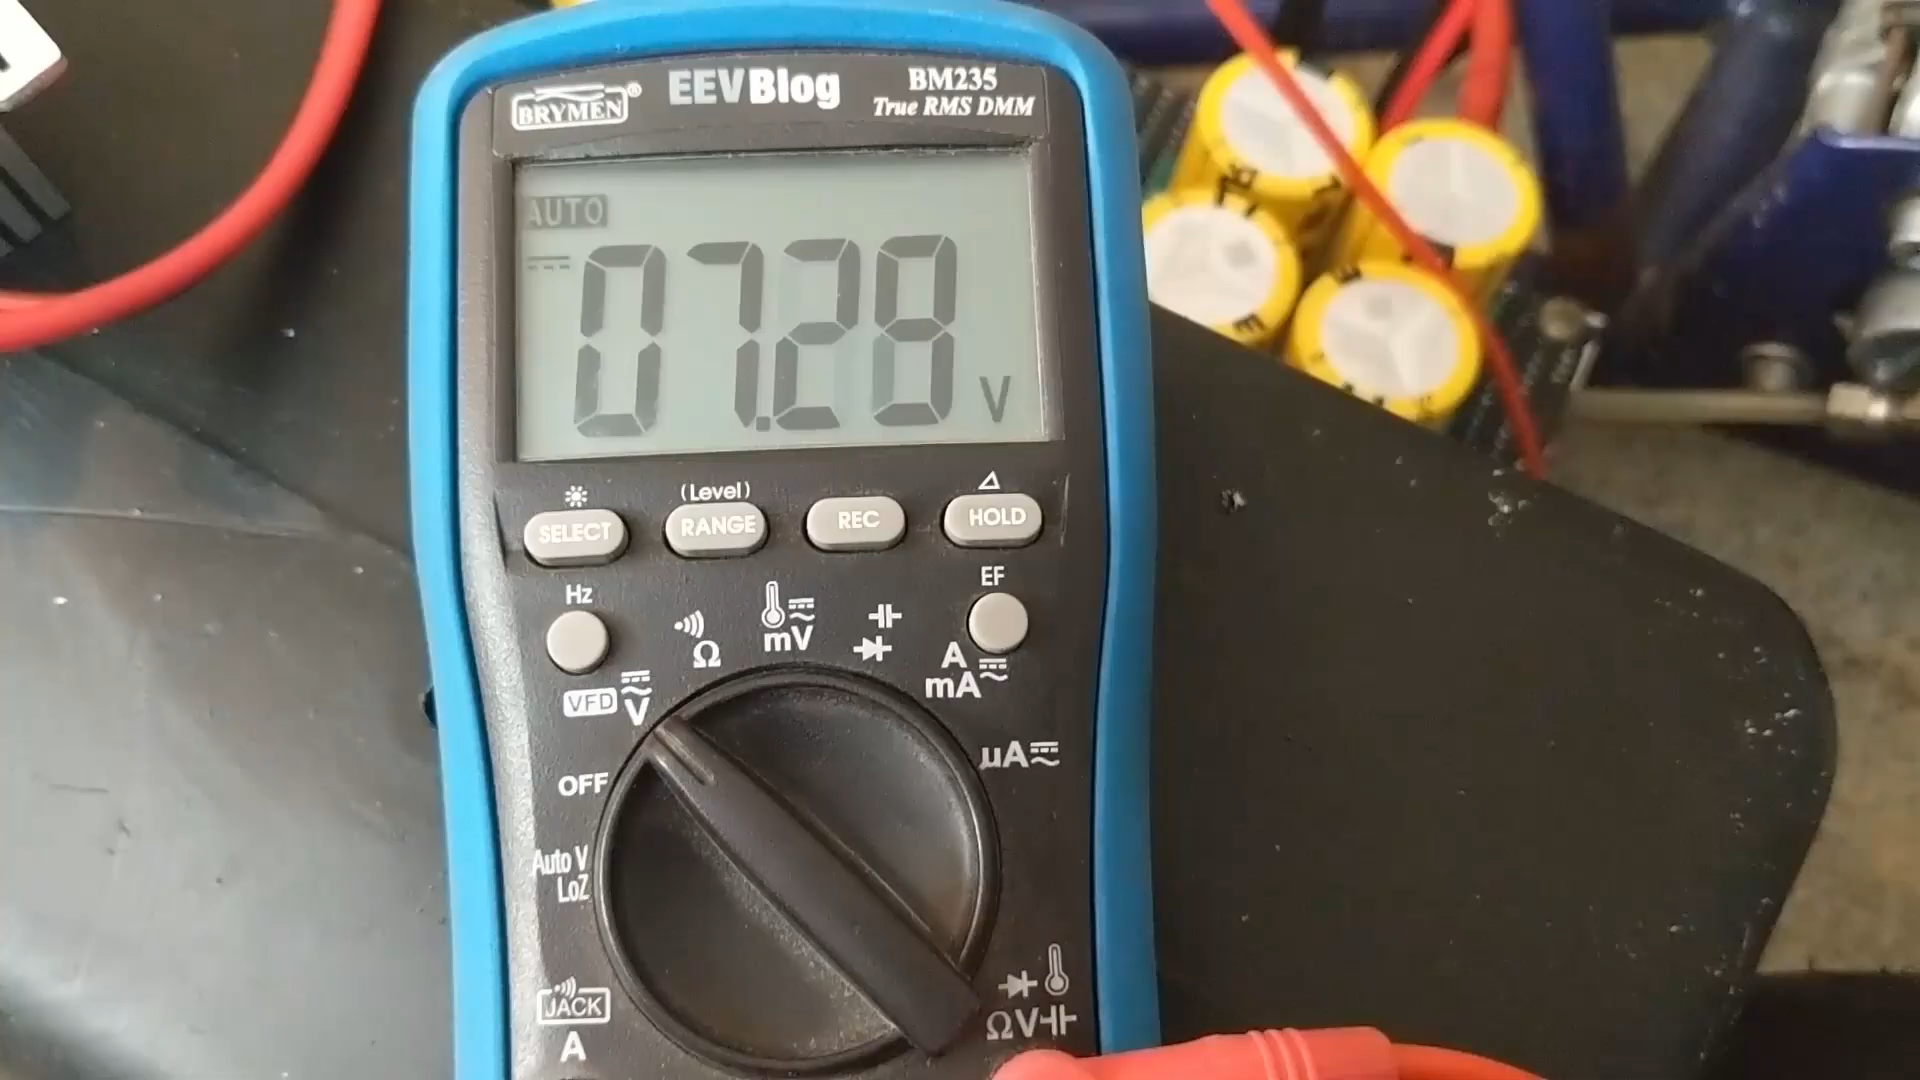 BRYMEN®
EEVBlog
BM235
True RMS DMM
AUTO
07.28 V
(Level)
SELECT RANGE REC HOLD
Hz
EF
Ω
mV
A
mA
VFD V
µA
OFF
Auto V
LoZ
JACK
A
ΩV